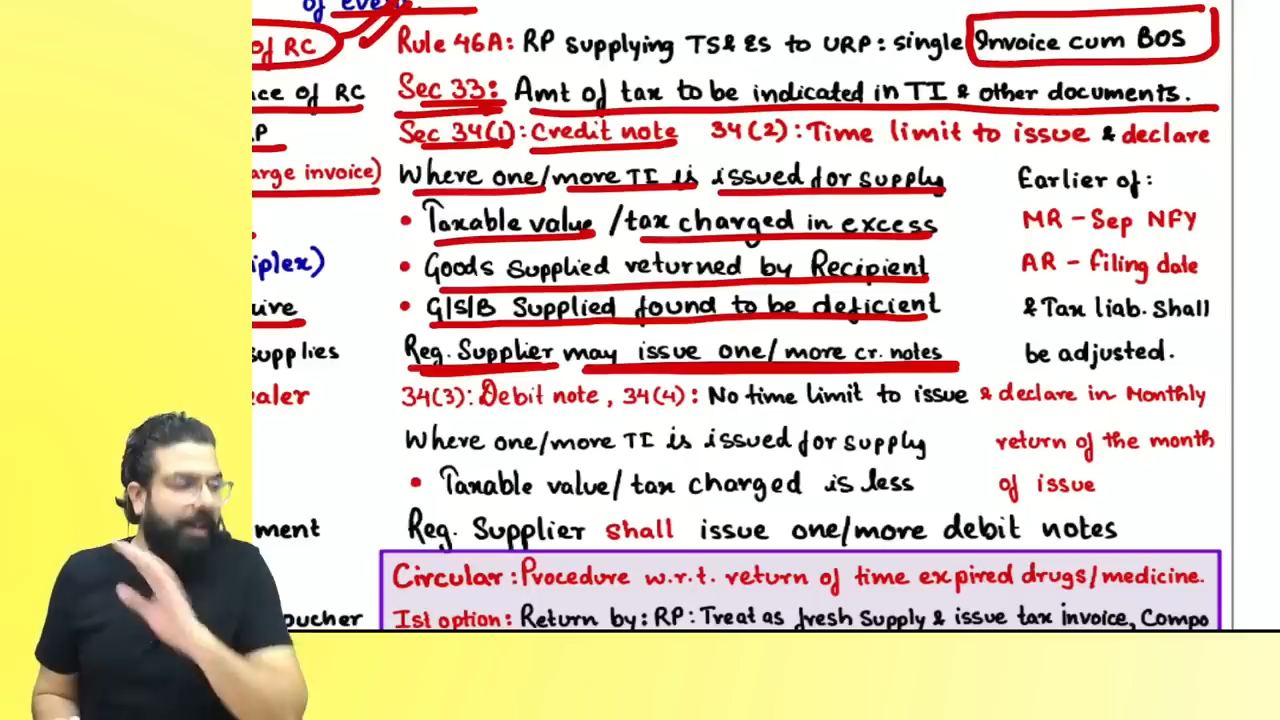 of event.
of RC
Rule 46A: RP supplying TS & ES to URP: single Invoice cum BOS
ce of RC
Sec 33: Amt of tax to be indicated in TI & other documents.
P
Sec 34(1): Credit note 34(2): Time limit to issue & declare
arge invoice)
Where one/more TI is issued for supply
Earlier of:
• Taxable value /tax charged in excess
MR - Sep NFY
iplex)
• Goods supplied returned by Recipient
AR - filing date
ive
• G/S/B Supplied found to be deficient
& Tax liab. Shall
supplies
Reg. Supplier may issue one/more cr. notes
be adjusted.
ealer
34(3): Debit note, 34(4): No time limit to issue & declare in Monthly
Where one/more TI is issued for supply
return of the month
• Taxable value/ tax charged is less
of issue
ment
Reg. Supplier shall issue one/more debit notes
Circular: Procedure w.r.t. return of time expired drugs/medicine.
oucher
Ist option: Return by: RP: Treat as fresh Supply & issue tax invoice, Compo